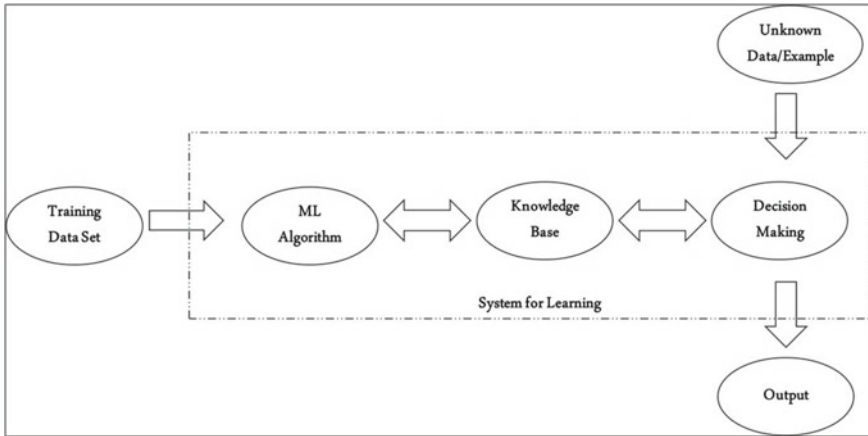 Unknown
Data/Example
Training
Data Set
ML
Algorithm
Knowledge
Base
Decision
Making
System for Learning
Output